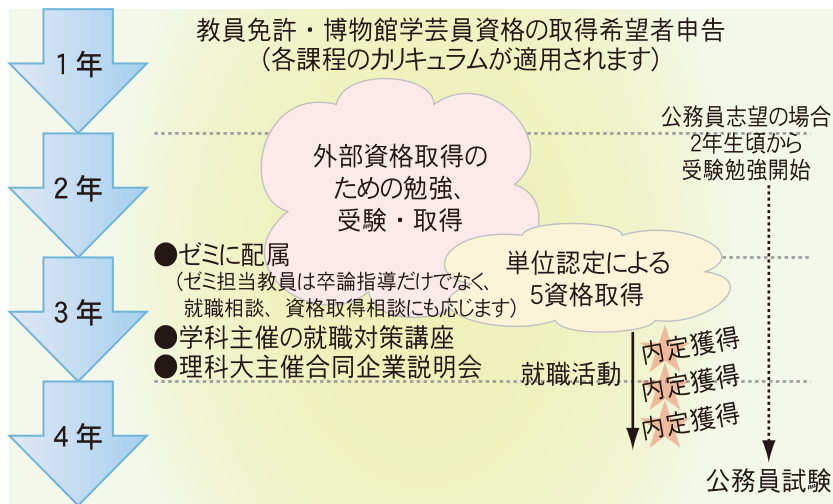 1年
教員免許・博物館学芸員資格の取得希望者申告
（各課程のカリキュラムが適用されます）
公務員志望の場合
2年生頃から
受験勉強開始
外部資格取得の
ための勉強、
受験・取得
2年
●ゼミに配属
（ゼミ担当教員は卒論指導だけでなく、
就職相談、資格取得相談にも応じます）
単位認定による
5資格取得
3年
●学科主催の就職対策講座
●理科大主催合同企業説明会
就職活動
内定獲得
内定獲得
内定獲得
4年
公務員試験